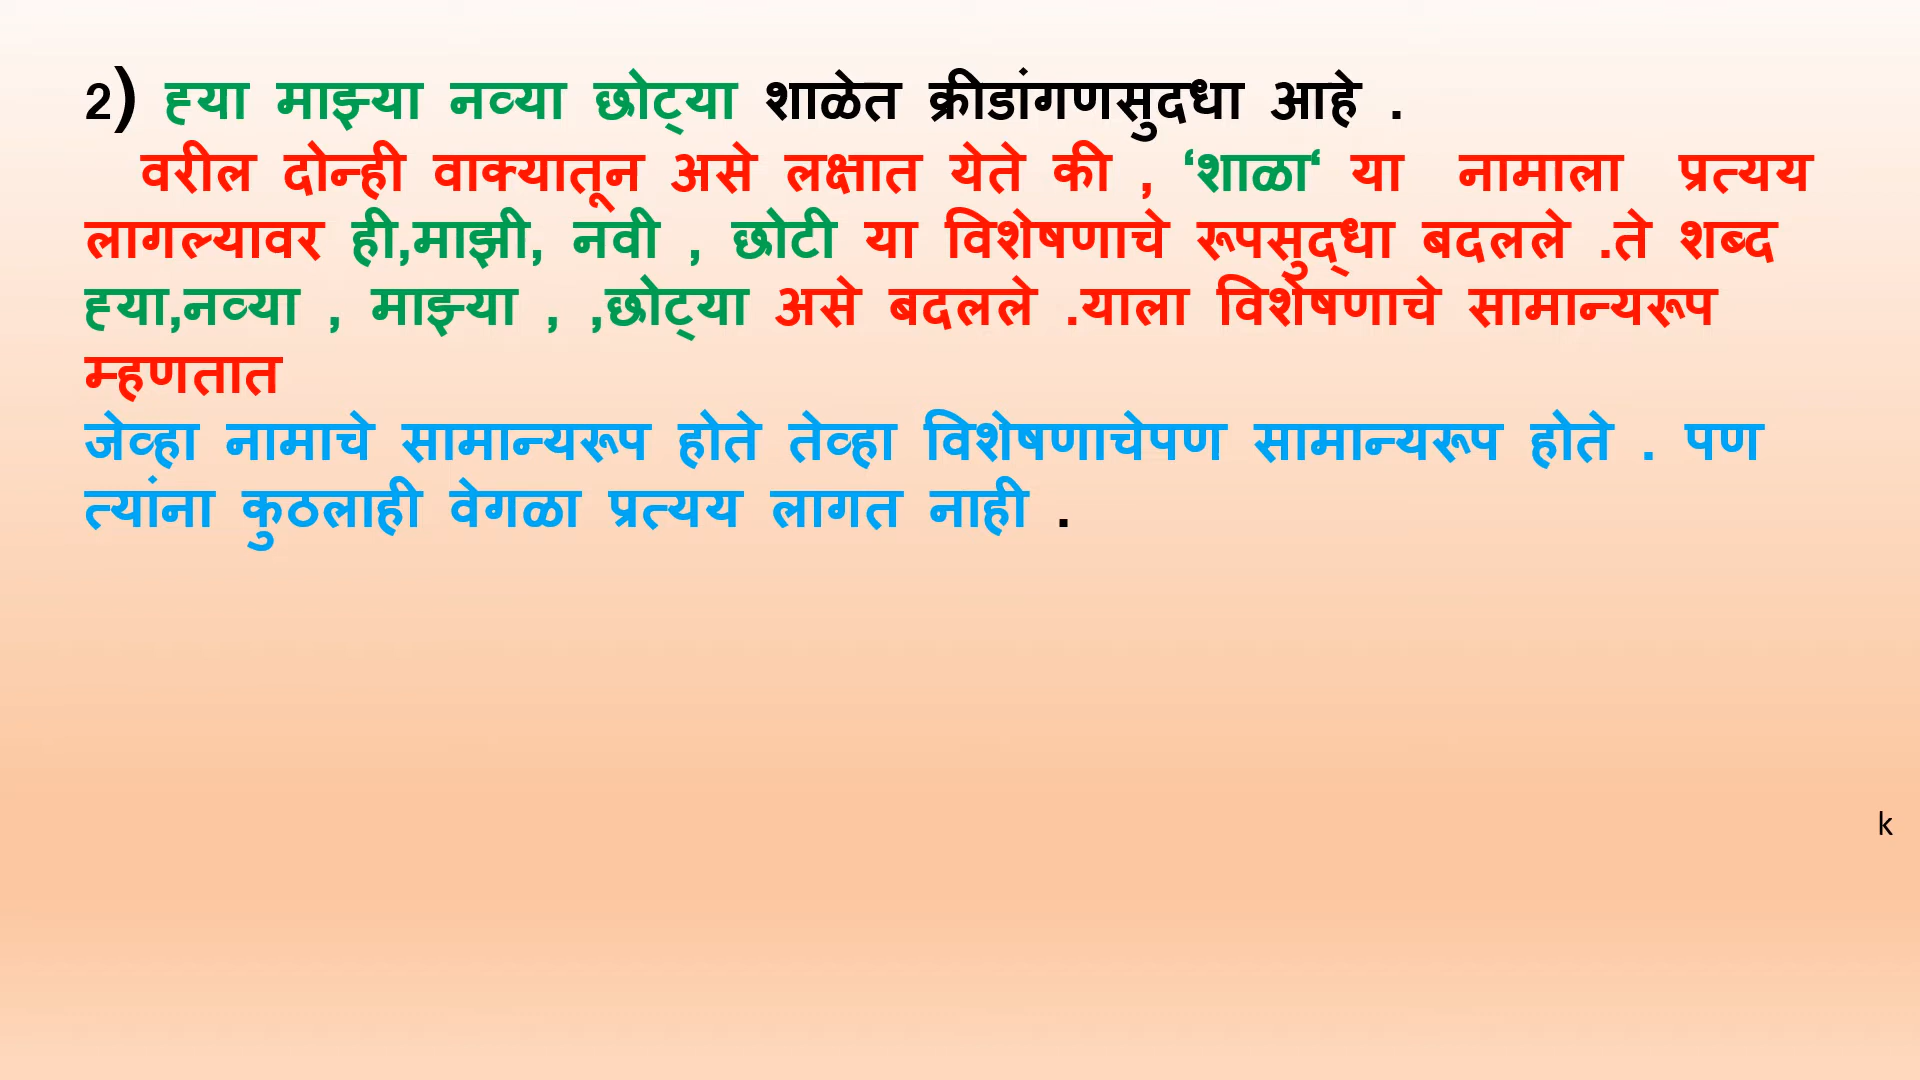 2) ह्या माझ्या नव्या छोट्या शाळेत क्रीडांगणसुदधा आहे .
वरील दोन्ही वाक्यातून असे लक्षात येते की , ‘शाळा‘ या नामाला प्रत्यय
लागल्यावर ही,माझी, नवी , छोटी या विशेषणाचे रूपसुद्धा बदलले .ते शब्द
ह्या,नव्या , माझ्या , ,छोट्या असे बदलले .याला विशेषणाचे सामान्यरूप
म्हणतात
जेव्हा नामाचे सामान्यरूप होते तेव्हा विशेषणाचेपण सामान्यरूप होते . पण
त्यांना कुठलाही वेगळा प्रत्यय लागत नाही .
k